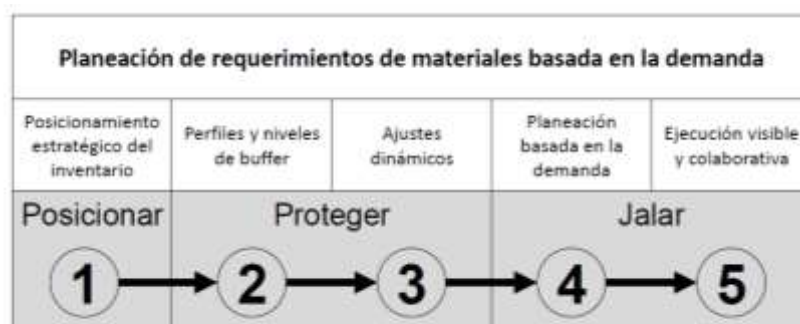 Planeación de requerimientos de materiales basada en la demanda
Posicionamiento
estratégico del
inventario
Perfiles y niveles
de buffer
Ajustes
dinámicos
Planeación
basada en la
demanda
Ejecución visible
y colaborativa
Posicionar
Proteger
Jalar
1
2
3
4
5